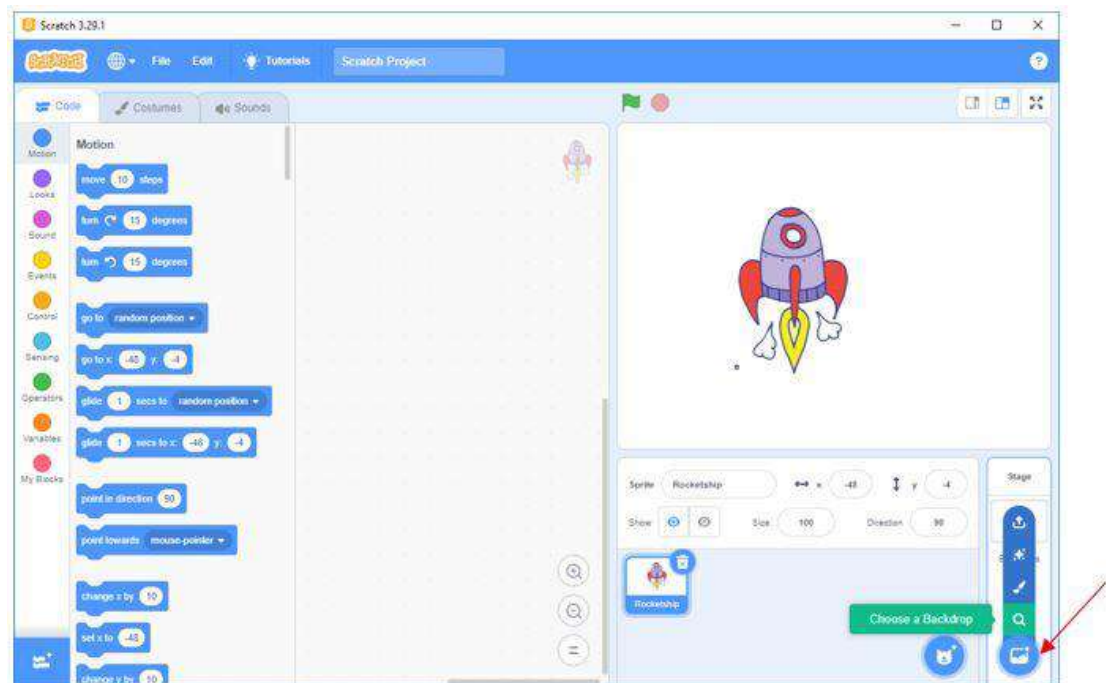 Scratch 3.29.1
SCRATCH File Edit Tutorials Scratch Project
Code Costumes Sounds
Motion
Looks
Sound
Events
Control
Sensing
Operators
Variables
My Blocks
Motion
move 10 steps
turn 15 degrees
turn 15 degrees
go to random position
go to x: -48 y: -4
glide 1 secs to random position
glide 1 secs to x: -48 y: -4
point in direction 90
point towards mouse-pointer
change x by 10
set x to -48
change y by 10
Sprite Rocketship x -48 y -4
Show Size 100 Direction 90
Rocketship
Stage
Choose a Backdrop